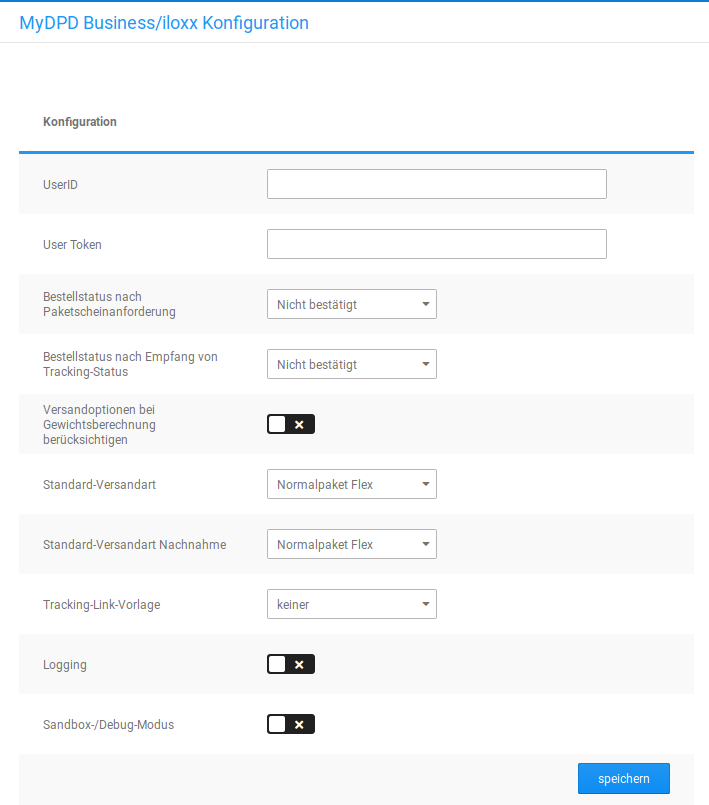 MyDPD Business/iloxx Konfiguration
Konfiguration
UserID
User Token
Bestellstatus nach
Paketscheinanforderung
Nicht bestätigt
Bestellstatus nach Empfang von
Tracking-Status
Nicht bestätigt
Versandoptionen bei
Gewichtsberechnung
berücksichtigen
Standard-Versandart
Normalpaket Flex
Standard-Versandart Nachnahme
Normalpaket Flex
Tracking-Link-Vorlage
keiner
Logging
Sandbox-/Debug-Modus
speichern